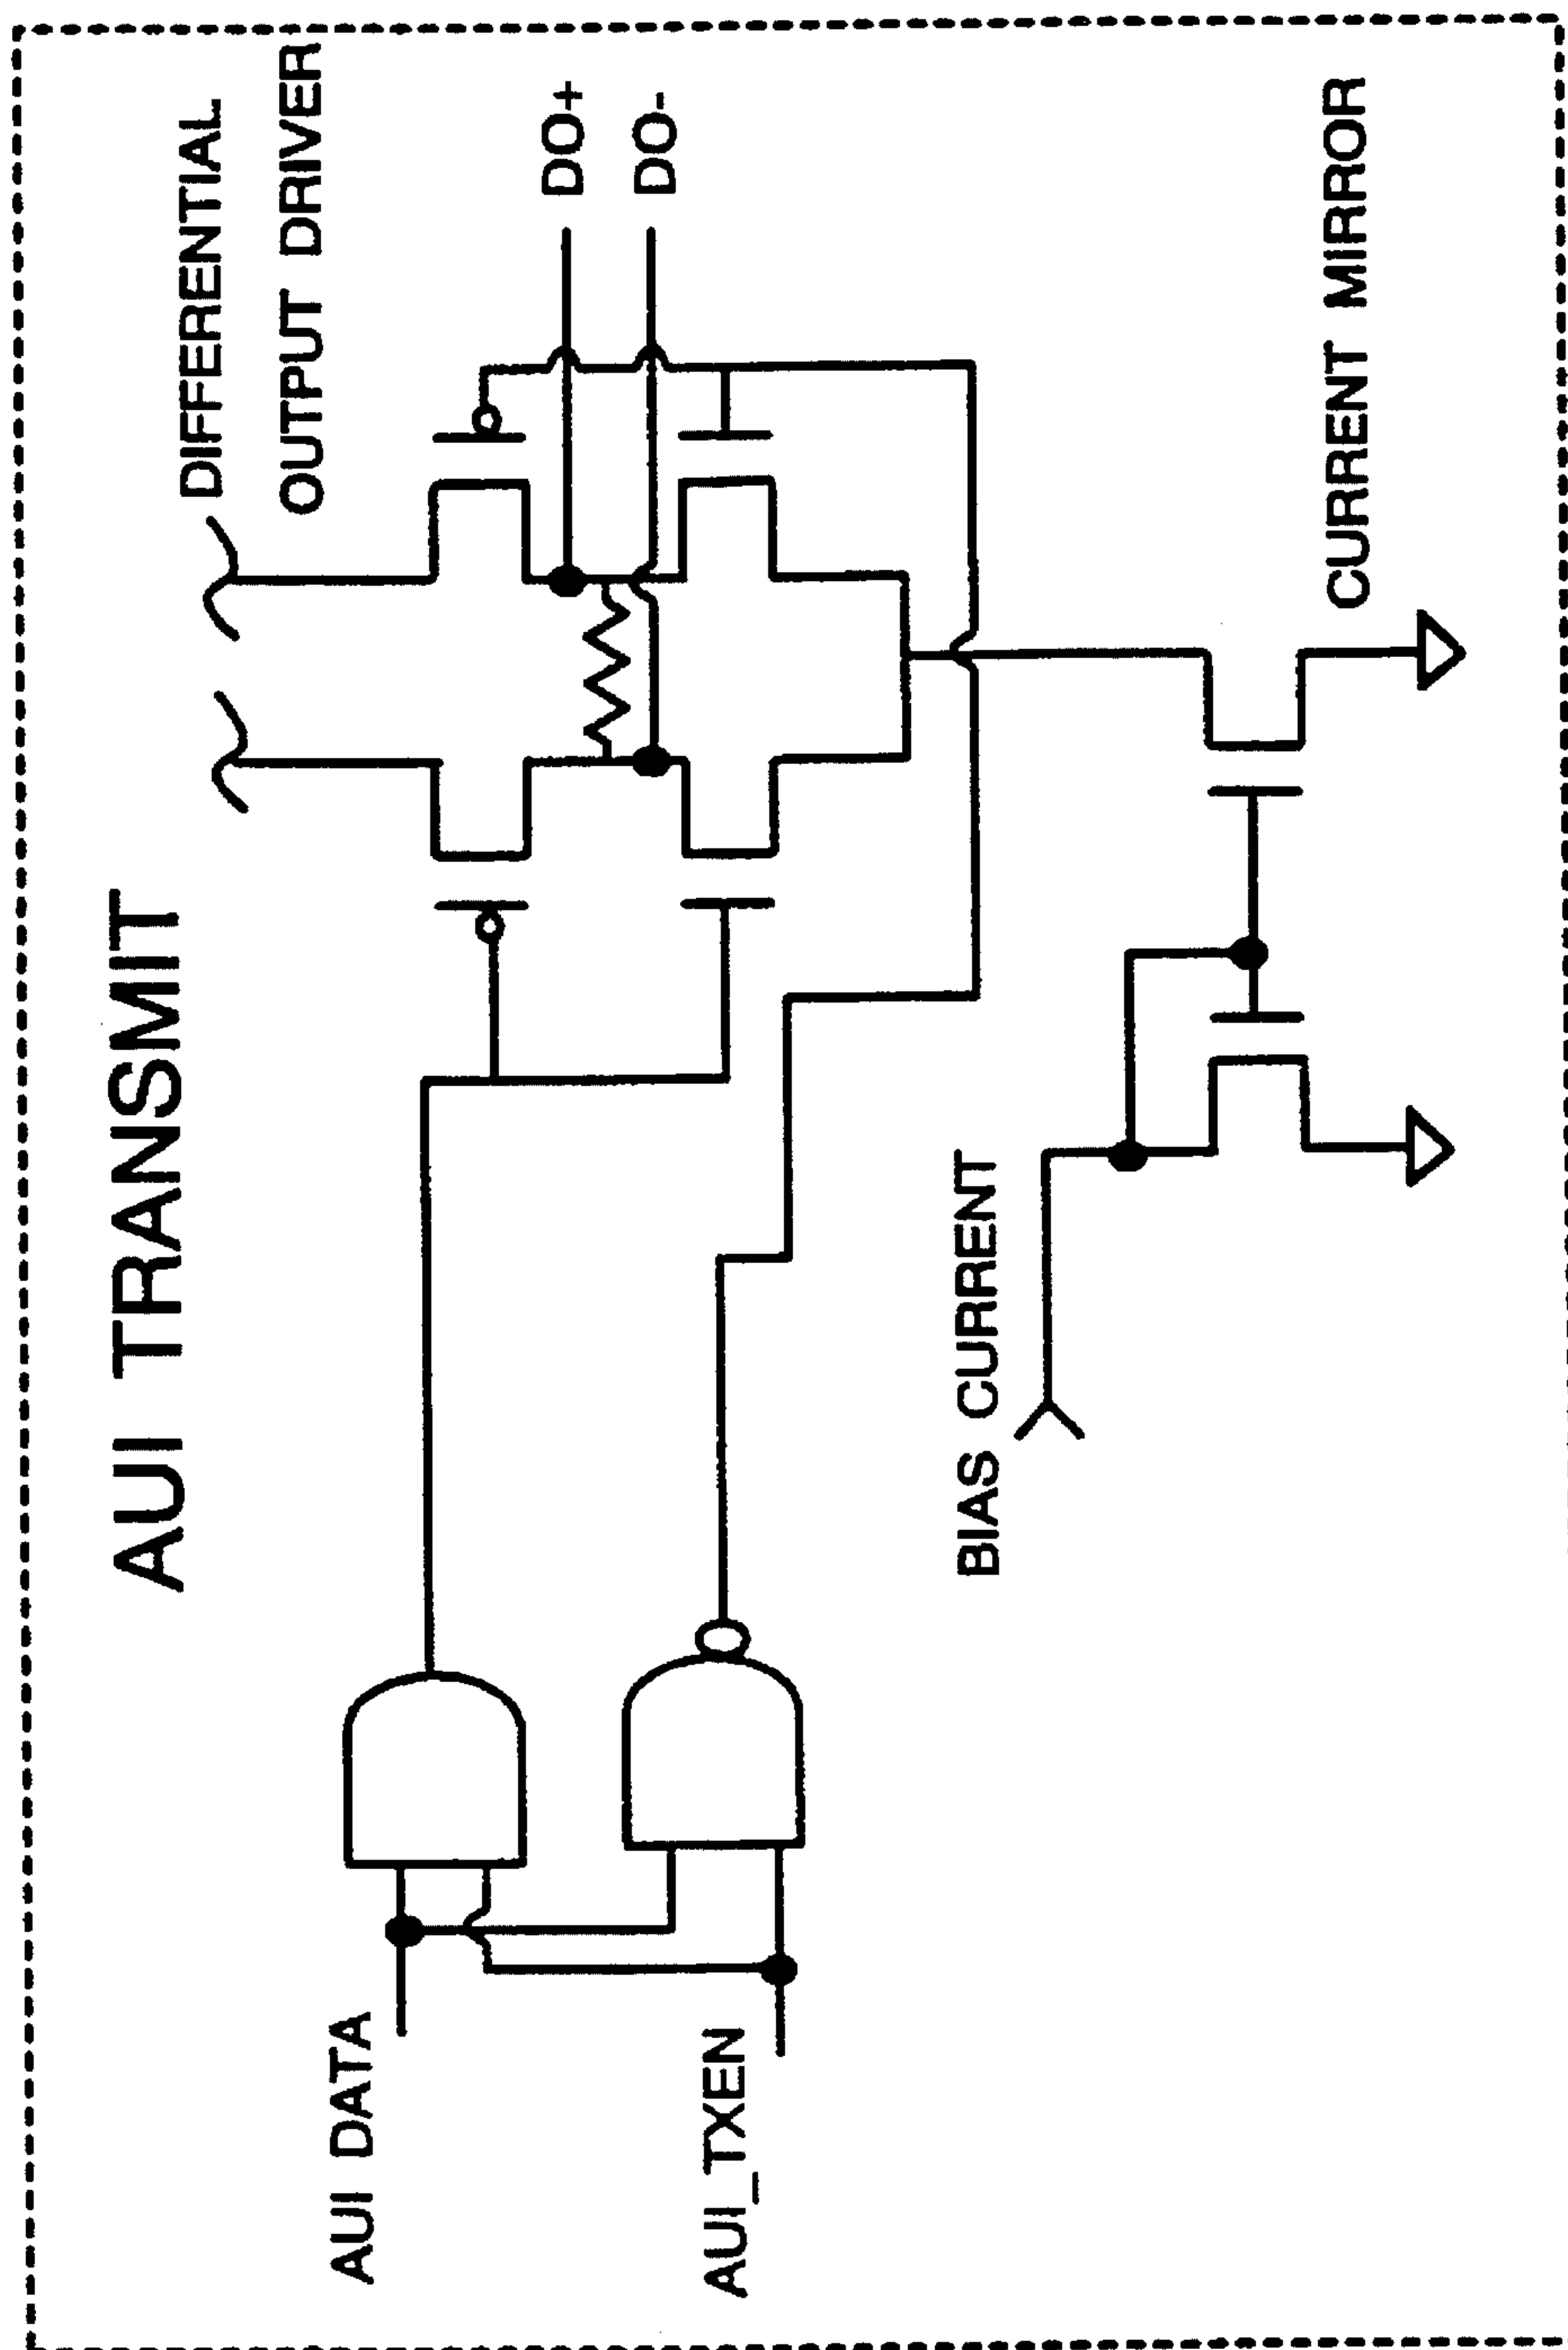 AUI TRANSMIT
DIFFERENTIAL
OUTPUT DRIVER
AUI DATA
DO+
DO-
AUI_TXEN
BIAS CURRENT
CURRENT MIRROR